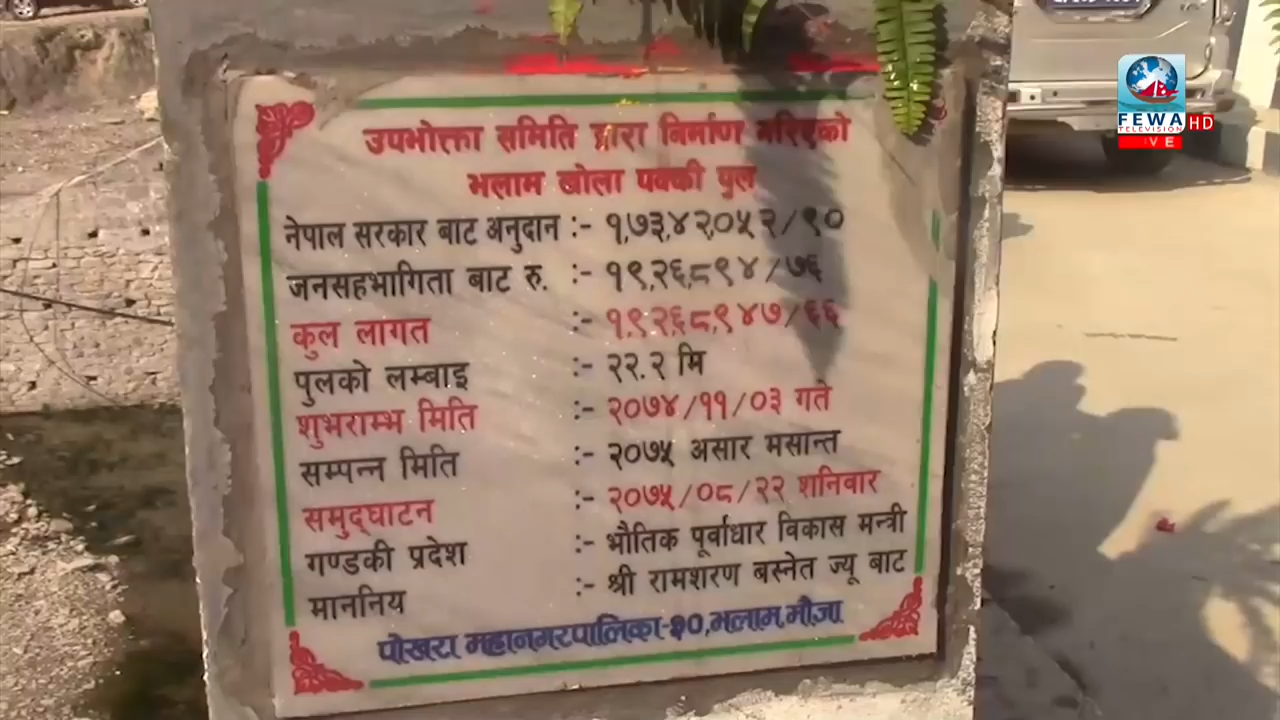 FEWA HD
TELEVISION
उपभोक्ता समिति द्वारा निर्माण गरिएको
भलाम खोला पक्की पुल
नेपाल सरकार बाट अनुदान :- १,७३,४२,०५२/९०
जनसहभागिता बाट रु. :- १९,२६,८९४/७६
कुल लागत :- १,९२,६८,९४७/६६
पुलको लम्बाइ :- २२.२ मि
शुभराम्भ मिति :- २०७४/११/०३ गते
सम्पन्न मिति :- २०७५ असार मसान्त
समुद्घाटन :- २०७५/०८/२२ शनिवार
गण्डकी प्रदेश :- भौतिक पूर्वाधार विकास मन्त्री
माननिय :- श्री रामशरण बस्नेत ज्यू बाट
पोखरा महानगरपालिका-२०,भलाम,मौजा